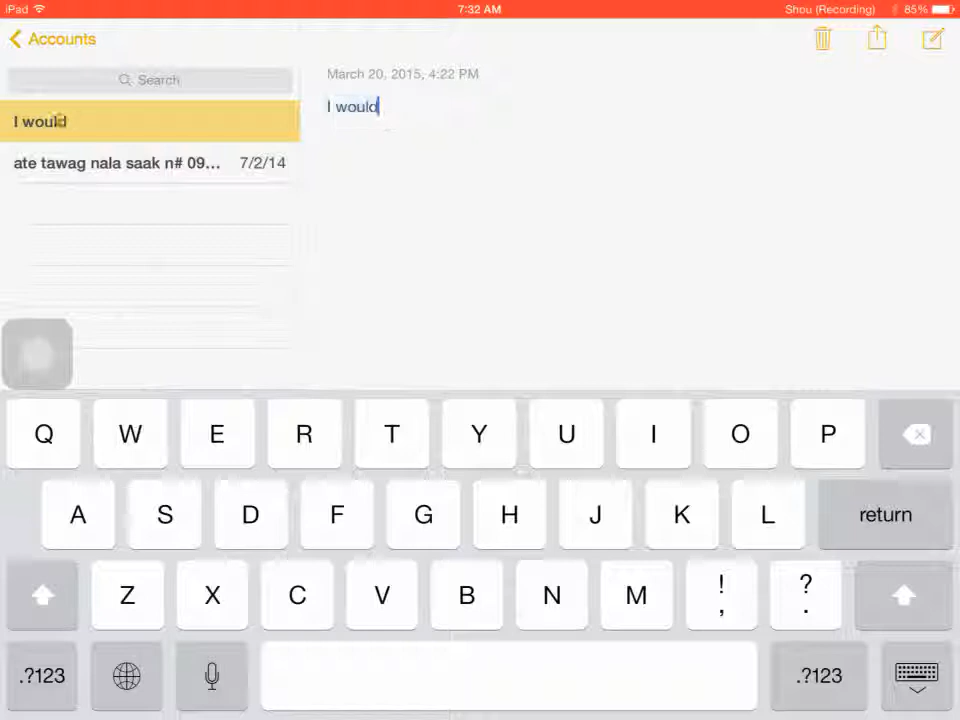 iPad 7:32 AM Shou (Recording) 85%
Accounts
Search
I would
ate tawag nala saak n# 09... 7/2/14
March 20, 2015, 4:22 PM
I would
Q W E R T Y U I O P
A S D F G H J K L return
Z X C V B N M ! , ? .
.?123 .?123